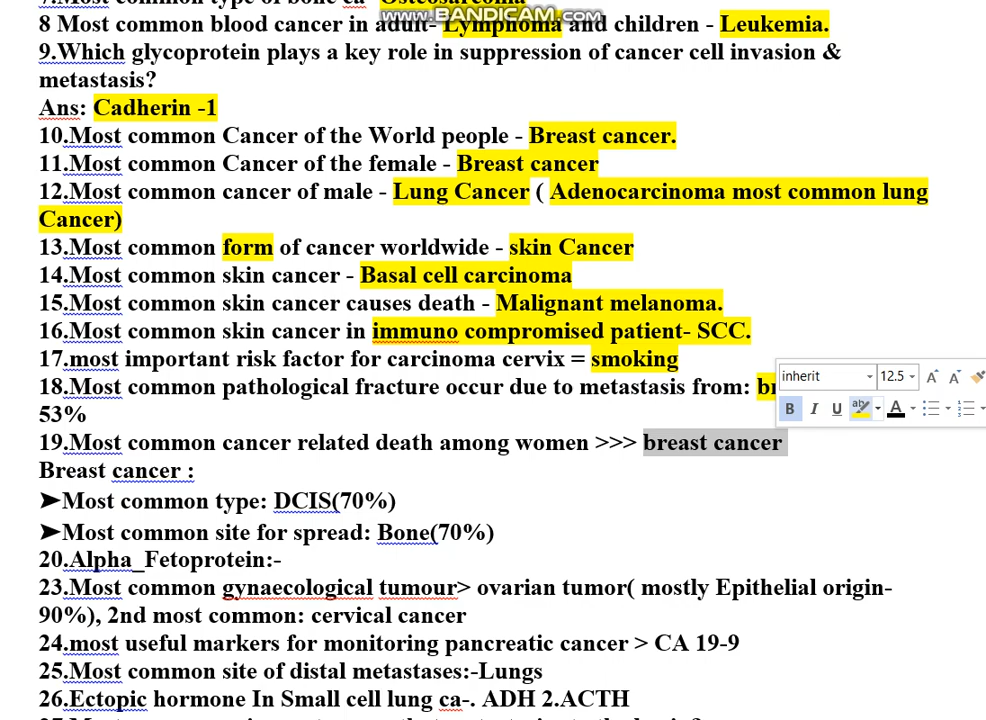 7.Most common type of bone ca- Osteosarcoma
www.BANDICAM.com
8 Most common blood cancer in adult- Lymphoma and children - Leukemia.
9.Which glycoprotein plays a key role in suppression of cancer cell invasion &
metastasis?
Ans: Cadherin -1
10.Most common Cancer of the World people - Breast cancer.
11.Most common Cancer of the female - Breast cancer
12.Most common cancer of male - Lung Cancer ( Adenocarcinoma most common lung
Cancer)
13.Most common form of cancer worldwide - skin Cancer
14.Most common skin cancer - Basal cell carcinoma
15.Most common skin cancer causes death - Malignant melanoma.
16.Most common skin cancer in immuno compromised patient- SCC.
17.most important risk factor for carcinoma cervix = smoking
inherit 12.5
18.Most common pathological fracture occur due to metastasis from:
B I U ab A
53%
19.Most common cancer related death among women >>> breast cancer
Breast cancer :
➤Most common type: DCIS(70%)
➤Most common site for spread: Bone(70%)
20.Alpha_Fetoprotein:-
23.Most common gynaecological tumour> ovarian tumor( mostly Epithelial origin-
90%), 2nd most common: cervical cancer
24.most useful markers for monitoring pancreatic cancer > CA 19-9
25.Most common site of distal metastases:-Lungs
26.Ectopic hormone In Small cell lung ca-. ADH 2.ACTH